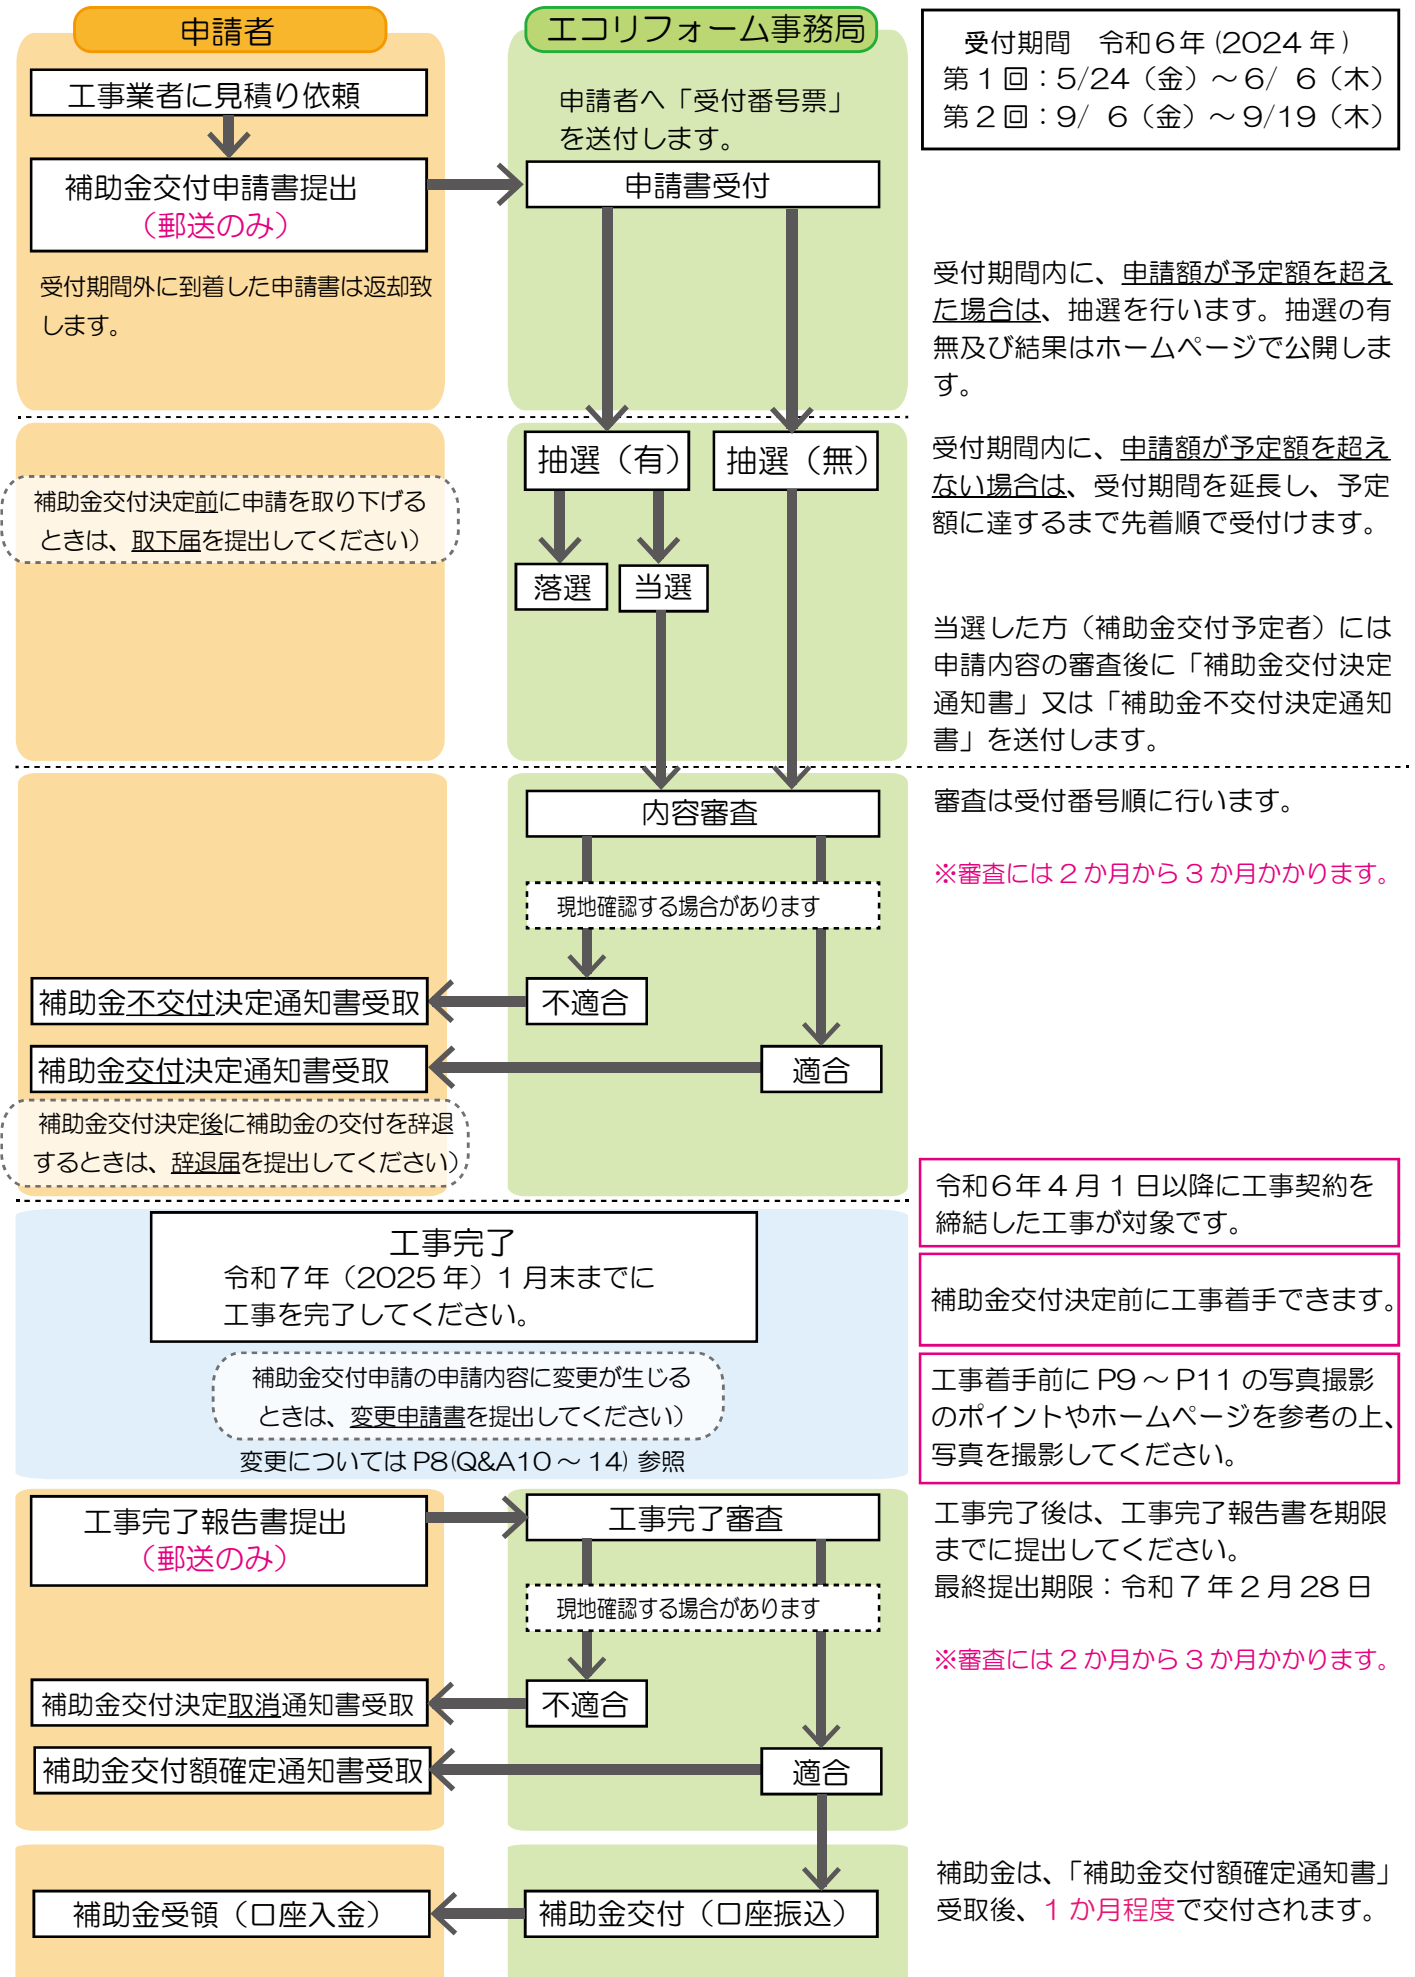 申請者
エコリフォーム事務局
受付期間　令和６年(2024年)
第１回：5/24（金）～6/ 6（木）
第２回：9/ 6（金）～9/19（木）
工事業者に見積り依頼
申請者へ「受付番号票」
を送付します。
補助金交付申請書提出
（郵送のみ）
申請書受付
受付期間外に到着した申請書は返却致
します。
受付期間内に、申請額が予定額を超え
た場合は、抽選を行います。抽選の有
無及び結果はホームページで公開しま
す。
抽選（有）
抽選（無）
受付期間内に、申請額が予定額を超え
ない場合は、受付期間を延長し、予定
額に達するまで先着順で受付けます。
補助金交付決定前に申請を取り下げる
ときは、取下届を提出してください）
落選
当選
当選した方（補助金交付予定者）には
申請内容の審査後に「補助金交付決定
通知書」又は「補助金不交付決定通知
書」を送付します。
内容審査
審査は受付番号順に行います。
※審査には２か月から３か月かかります。
現地確認する場合があります
補助金不交付決定通知書受取
不適合
補助金交付決定通知書受取
適合
補助金交付決定後に補助金の交付を辞退
するときは、辞退届を提出してください）
令和６年４月１日以降に工事契約を
締結した工事が対象です。
工事完了
令和７年（2025年）１月末までに
工事を完了してください。
補助金交付決定前に工事着手できます。
補助金交付申請の申請内容に変更が生じる
ときは、変更申請書を提出してください）
変更については P8(Q&A10～14) 参照
工事着手前に P9～P11 の写真撮影
のポイントやホームページを参考の上、
写真を撮影してください。
工事完了報告書提出
（郵送のみ）
工事完了審査
工事完了後は、工事完了報告書を期限
までに提出してください。
最終提出期限：令和７年２月28日
現地確認する場合があります
※審査には２か月から３か月かかります。
補助金交付決定取消通知書受取
不適合
補助金交付額確定通知書受取
適合
補助金は、「補助金交付額確定通知書」
受取後、１か月程度で交付されます。
補助金受領（口座入金）
補助金交付（口座振込）